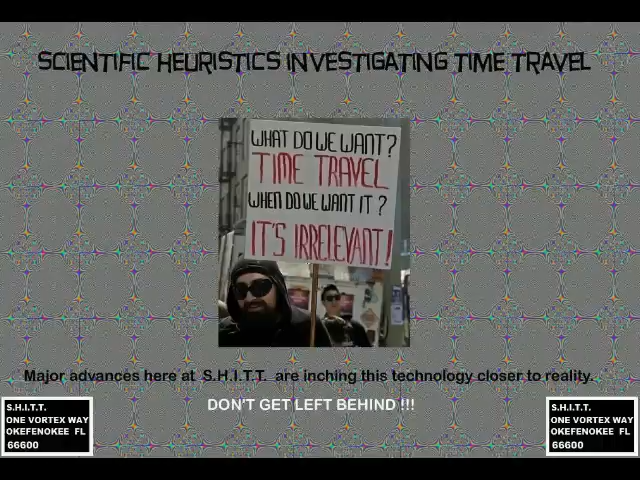 SCIENTIFIC HEURISTICS INVESTIGATING TIME TRAVEL
WHAT DO WE WANT?
TIME TRAVEL
WHEN DO WE WANT IT ?
IT'S IRRELEVANT!
Major advances here at S.H.I.T.T. are inching this technology closer to reality.
DON'T GET LEFT BEHIND !!!
S.H.I.T.T.
ONE VORTEX WAY
OKEFENOKEE FL
66600
S.H.I.T.T.
ONE VORTEX WAY
OKEFENOKEE FL
66600